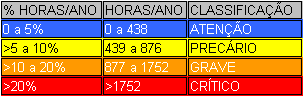 % HORAS/ANO HORAS/ANO CLASSIFICAÇÃO
0 a 5% 0 a 438 ATENÇÃO
>5 a 10% 439 a 876 PRECÁRIO
>10 a 20% 877 a 1752 GRAVE
>20% >1752 CRÍTICO